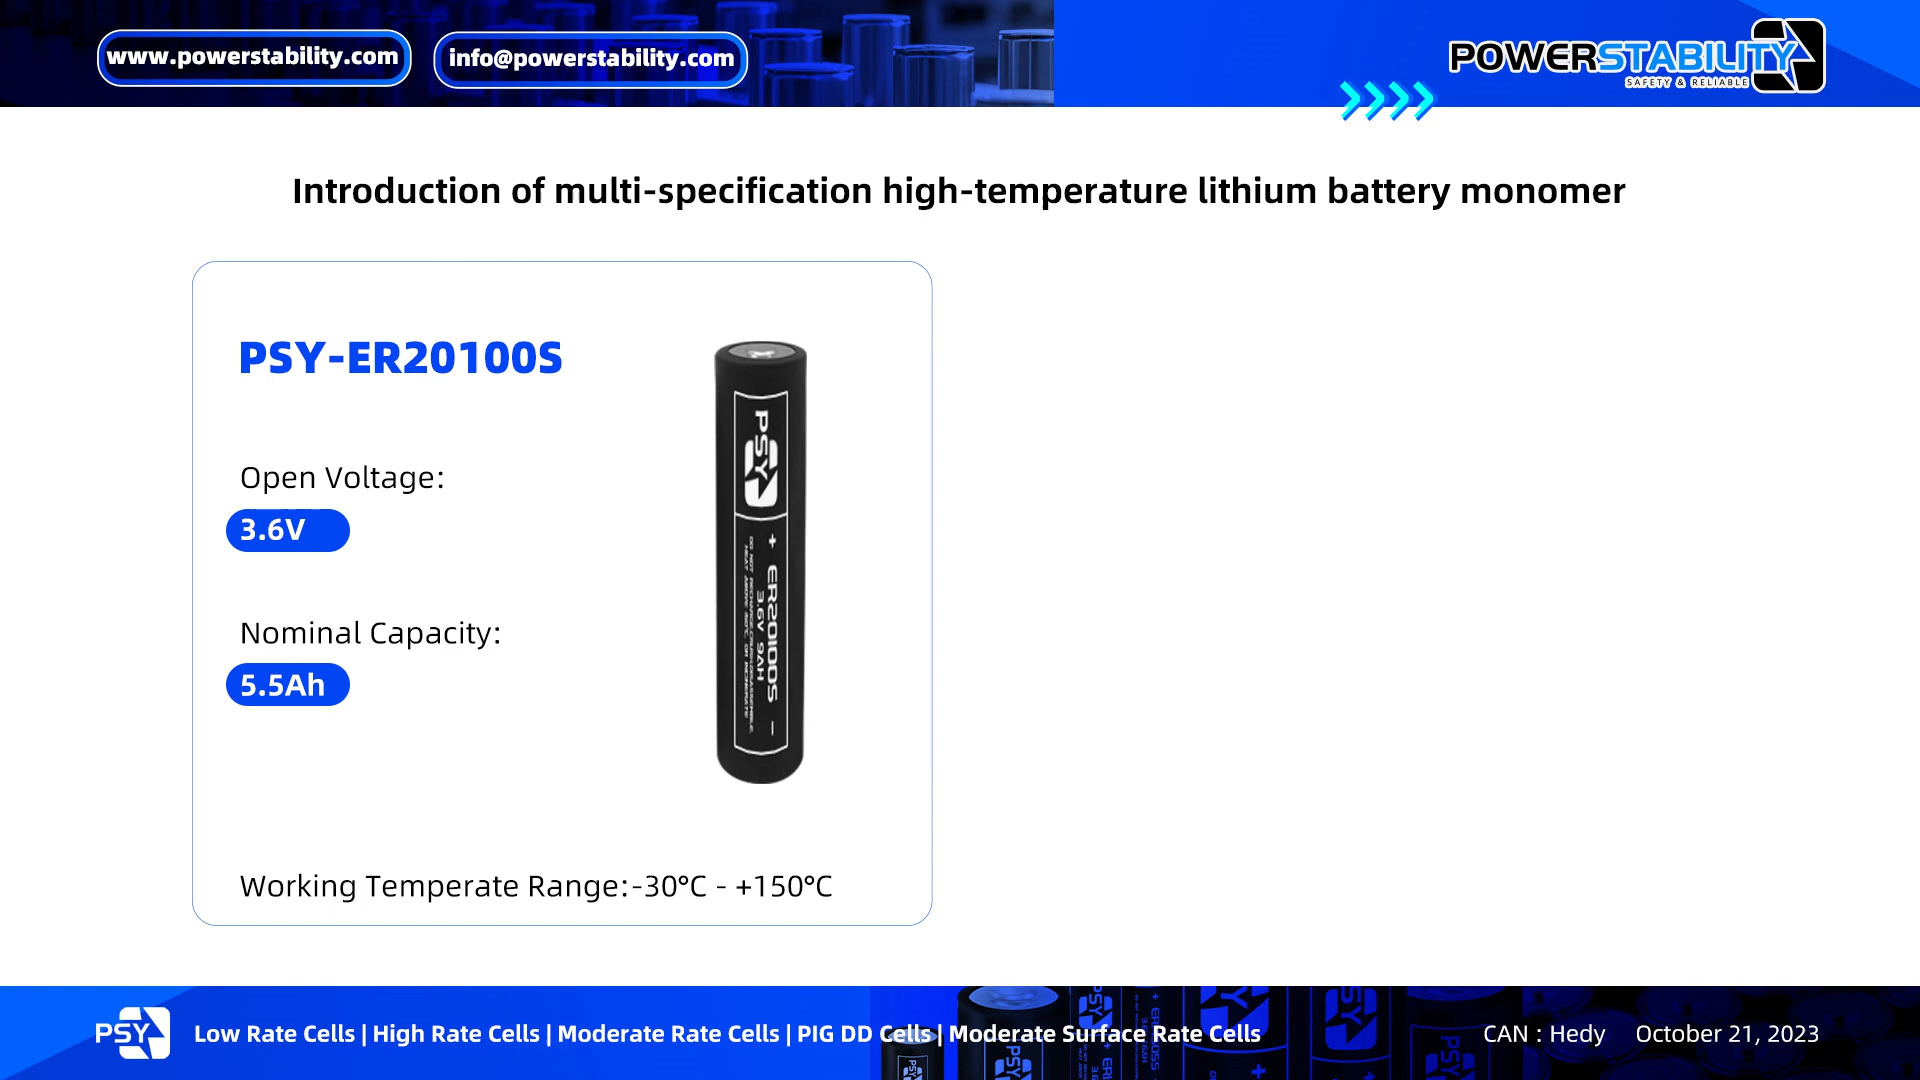 www.powerstability.com
info@powerstability.com
POWERSTABILITY
SAFETY & RELIABLE
Introduction of multi-specification high-temperature lithium battery monomer
PSY-ER20100S
Open Voltage:
3.6V
Nominal Capacity:
5.5Ah
PSY
+ ER20100S -
3.6V 9AH
Working Temperate Range:-30°C - +150°C
PSY
Low Rate Cells | High Rate Cells | Moderate Rate Cells | PIG DD Cells | Moderate Surface Rate Cells
CAN : Hedy
October 21, 2023